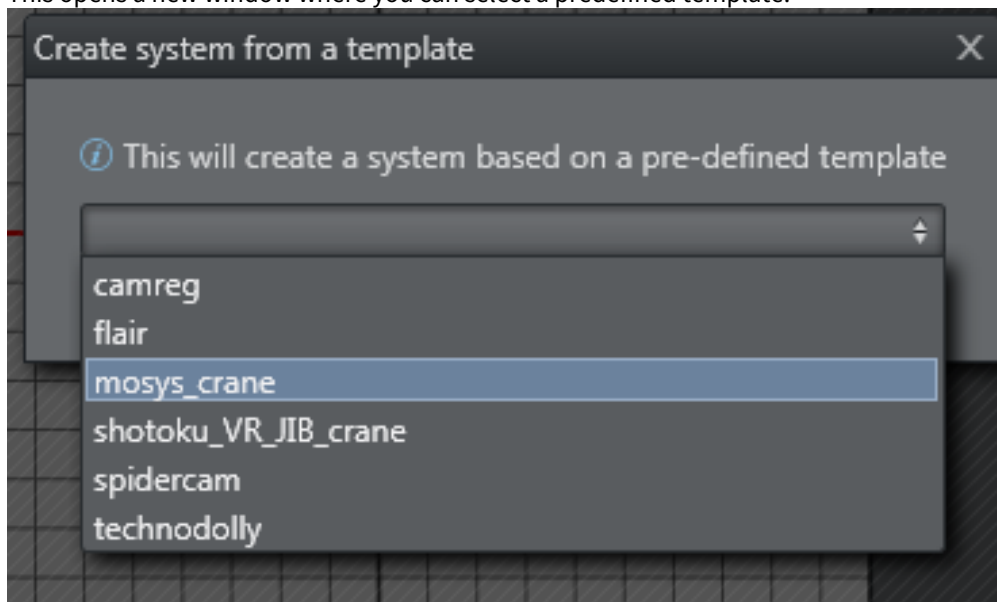 This opens a new window where you can select a predefined template.
Create system from a template
This will create a system based on a pre-defined template
camreg
flair
mosys_crane
shotoku_VR_JIB_crane
spidercam
technodolly